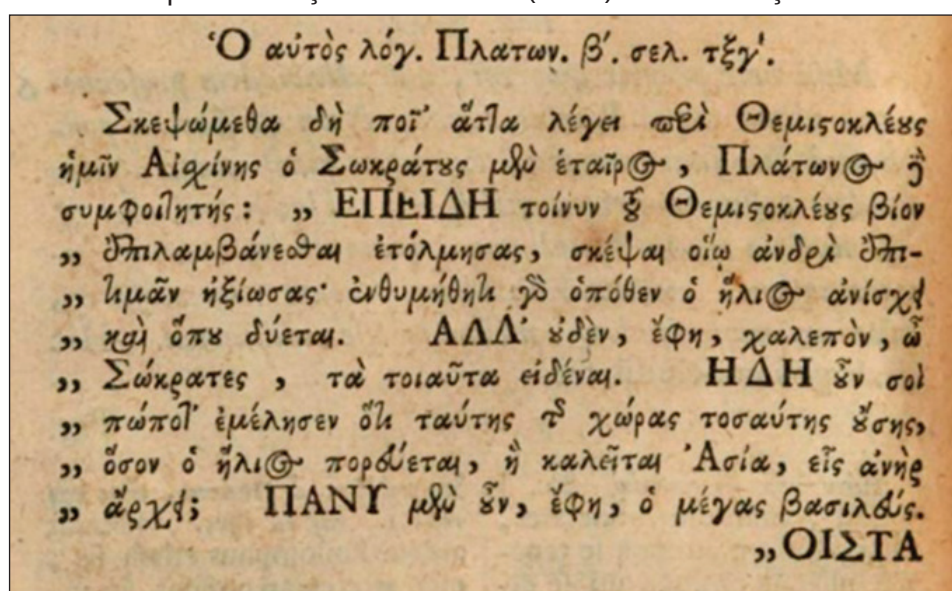 Ὁ αὐτὸς λόγ. Πλατων. β΄. σελ. τξγ΄.
Σκεψώμεθα δὴ ποῖ' ἄττα λέγει περὶ Θεμιστοκλέους
ἡμῖν Αἰσχίνης ὁ Σωκράτους μὲν ἑταῖρος, Πλάτωνος δὲ
συμφοιτητής: „ ΕΠΕΙΔΗ τοίνυν τοῦ Θεμιστοκλέους βίου
„ ἐπιλαμβάνεσθαι ἐτόλμησας, σκέψαι οἵῳ ἀνδρὶ ἐπι-
„ τιμᾶν ἠξίωσας· ἐνθυμήθητι γὰρ ὁπόθεν ὁ ἥλιος ἀνίσχει
„ καὶ ὅπου δύεται. ΑΛΛ' οὐδὲν, ἔφη, χαλεπὸν, ὦ
„ Σώκρατες, τὰ τοιαῦτα εἰδέναι. ΗΔΗ οὖν σοι
„ πώποτ' ἐμέλησεν ὅτι ταύτης τῆς χώρας τοσαύτης οὔσης,
„ ὅσον ὁ ἥλιος πορεύεται, ἣ καλεῖται Ἀσία, εἷς ἀνὴρ
„ ἄρχει; ΠΑΝΥ μὲν οὖν, ἔφη, ὁ μέγας βασιλεύς.
„ΟΙΣΤΑ